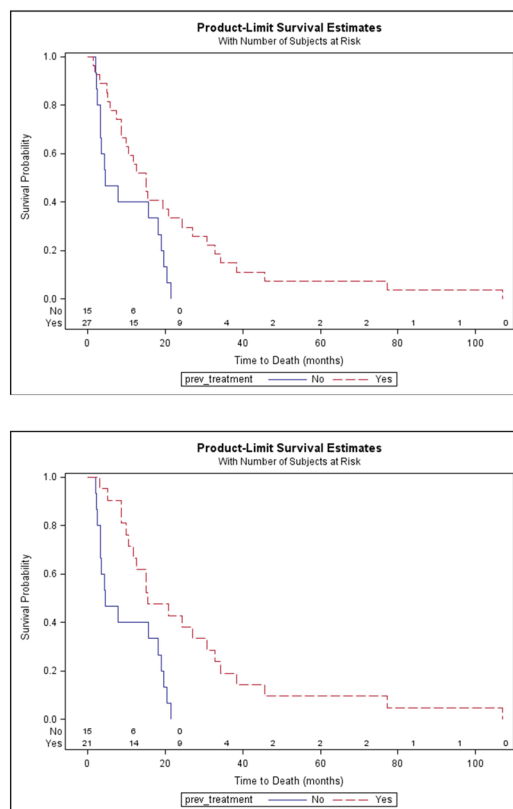 Product-Limit Survival Estimates
With Number of Subjects at Risk
1.0
0.8
0.6
0.4
0.2
0.0
Survival Probability
No 15 6 0
Yes 27 15 9 4 2 2 2 1 1 0
0 20 40 60 80 100
Time to Death (months)
prev_treatment No Yes
Product-Limit Survival Estimates
With Number of Subjects at Risk
1.0
0.8
0.6
0.4
0.2
0.0
Survival Probability
No 15 6 0
Yes 21 14 9 4 2 2 2 1 1 0
0 20 40 60 80 100
Time to Death (months)
prev_treatment No Yes